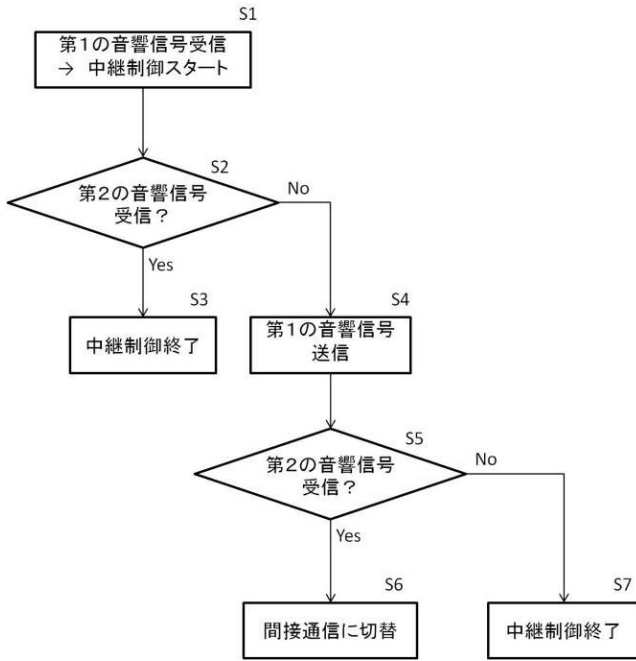 S1
第1の音響信号受信
→ 中継制御スタート
S2
第2の音響信号
受信？
No
Yes
S3
中継制御終了
S4
第1の音響信号
送信
S5
第2の音響信号
受信？
No
Yes
S6
間接通信に切替
S7
中継制御終了